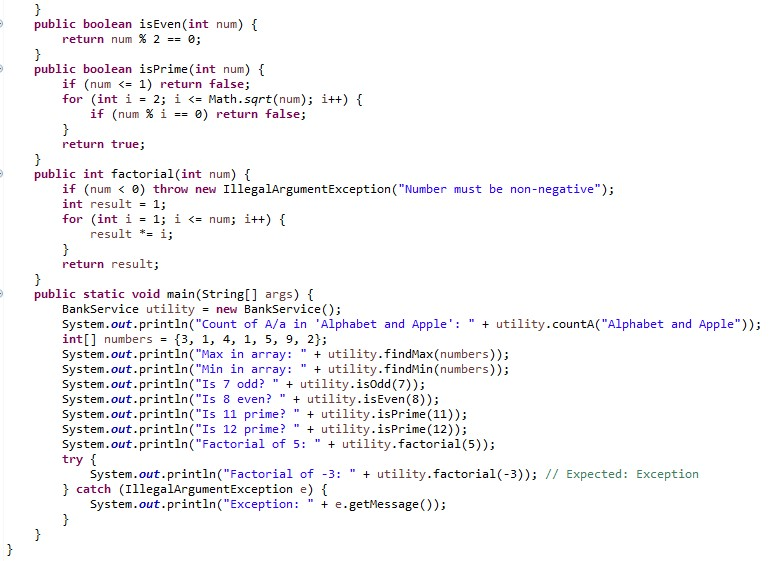 }
public boolean isEven(int num) {
return num % 2 == 0;
}
public boolean isPrime(int num) {
if (num <= 1) return false;
for (int i = 2; i <= Math.sqrt(num); i++) {
if (num % i == 0) return false;
}
return true;
}
public int factorial(int num) {
if (num < 0) throw new IllegalArgumentException("Number must be non-negative");
int result = 1;
for (int i = 1; i <= num; i++) {
result *= i;
}
return result;
}
public static void main(String[] args) {
BankService utility = new BankService();
System.out.println("Count of A/a in 'Alphabet and Apple': " + utility.countA("Alphabet and Apple"));
int[] numbers = {3, 1, 4, 1, 5, 9, 2};
System.out.println("Max in array: " + utility.findMax(numbers));
System.out.println("Min in array: " + utility.findMin(numbers));
System.out.println("Is 7 odd? " + utility.isOdd(7));
System.out.println("Is 8 even? " + utility.isEven(8));
System.out.println("Is 11 prime? " + utility.isPrime(11));
System.out.println("Is 12 prime? " + utility.isPrime(12));
System.out.println("Factorial of 5: " + utility.factorial(5));
try {
System.out.println("Factorial of -3: " + utility.factorial(-3)); // Expected: Exception
} catch (IllegalArgumentException e) {
System.out.println("Exception: " + e.getMessage());
}
}
}